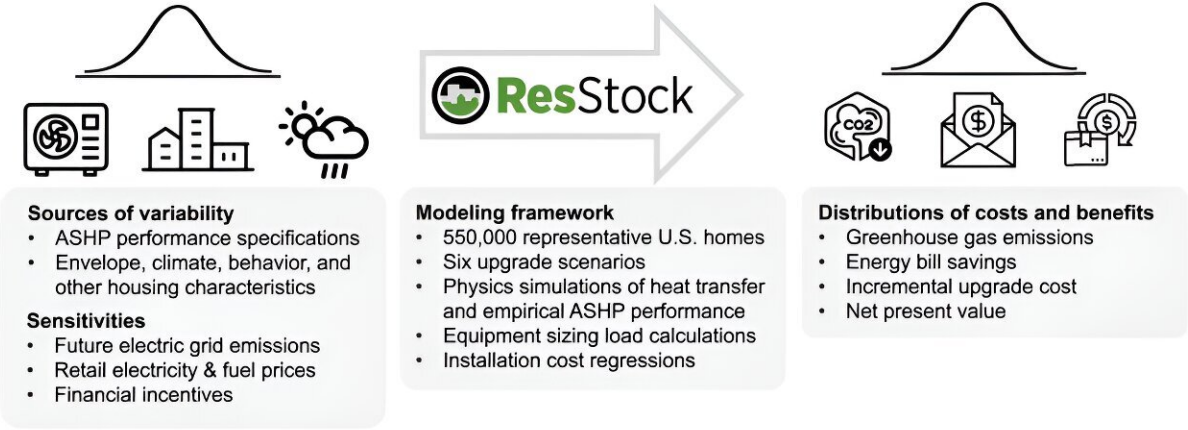 ResStock
CO2
$
$
Sources of variability
• ASHP performance specifications
• Envelope, climate, behavior, and
other housing characteristics
Sensitivities
• Future electric grid emissions
• Retail electricity & fuel prices
• Financial incentives
Modeling framework
• 550,000 representative U.S. homes
• Six upgrade scenarios
• Physics simulations of heat transfer
and empirical ASHP performance
• Equipment sizing load calculations
• Installation cost regressions
Distributions of costs and benefits
• Greenhouse gas emissions
• Energy bill savings
• Incremental upgrade cost
• Net present value